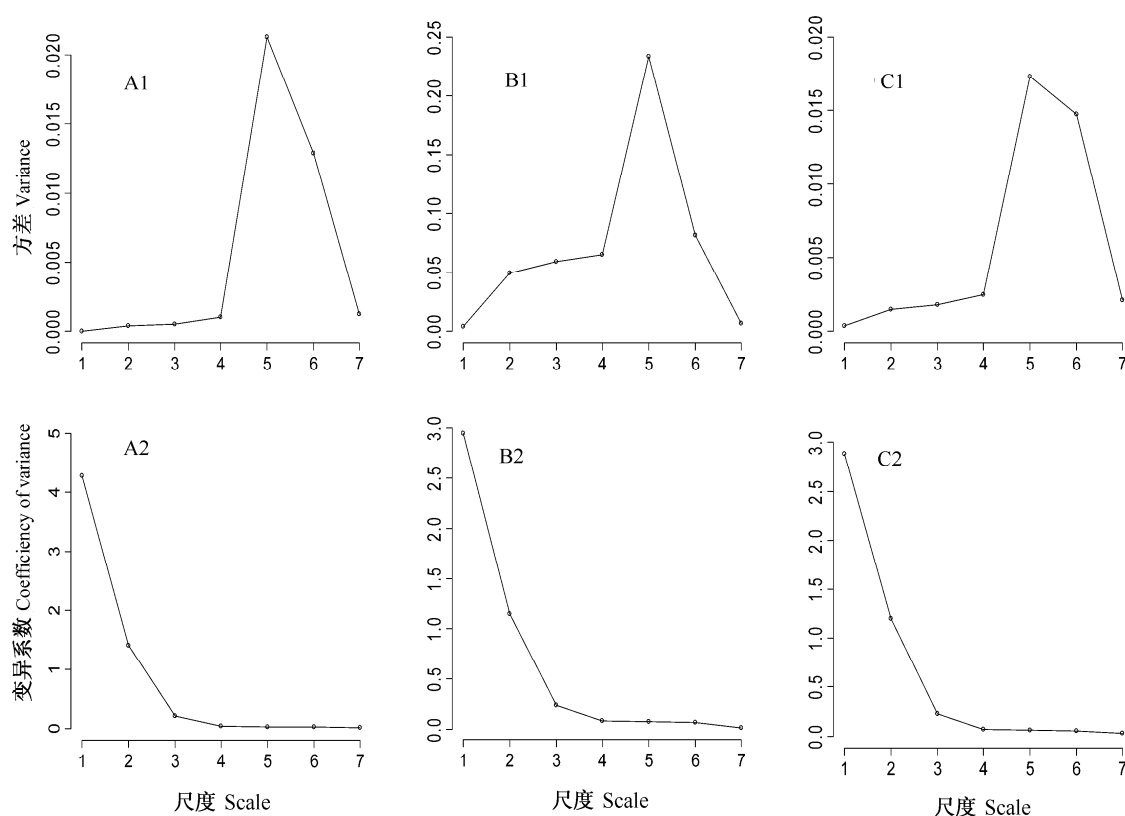 A1
0.020
0.015
0.010
0.005
0.000
方差 Variance
1 2 3 4 5 6 7
B1
0.25
0.20
0.15
0.10
0.05
0.00
1 2 3 4 5 6 7
C1
0.020
0.015
0.010
0.005
0.000
1 2 3 4 5 6 7
A2
5
4
3
2
1
0
变异系数 Coefficiency of variance
1 2 3 4 5 6 7
尺度 Scale
B2
3.0
2.5
2.0
1.5
1.0
0.5
0.0
1 2 3 4 5 6 7
尺度 Scale
C2
3.0
2.5
2.0
1.5
1.0
0.5
0.0
1 2 3 4 5 6 7
尺度 Scale